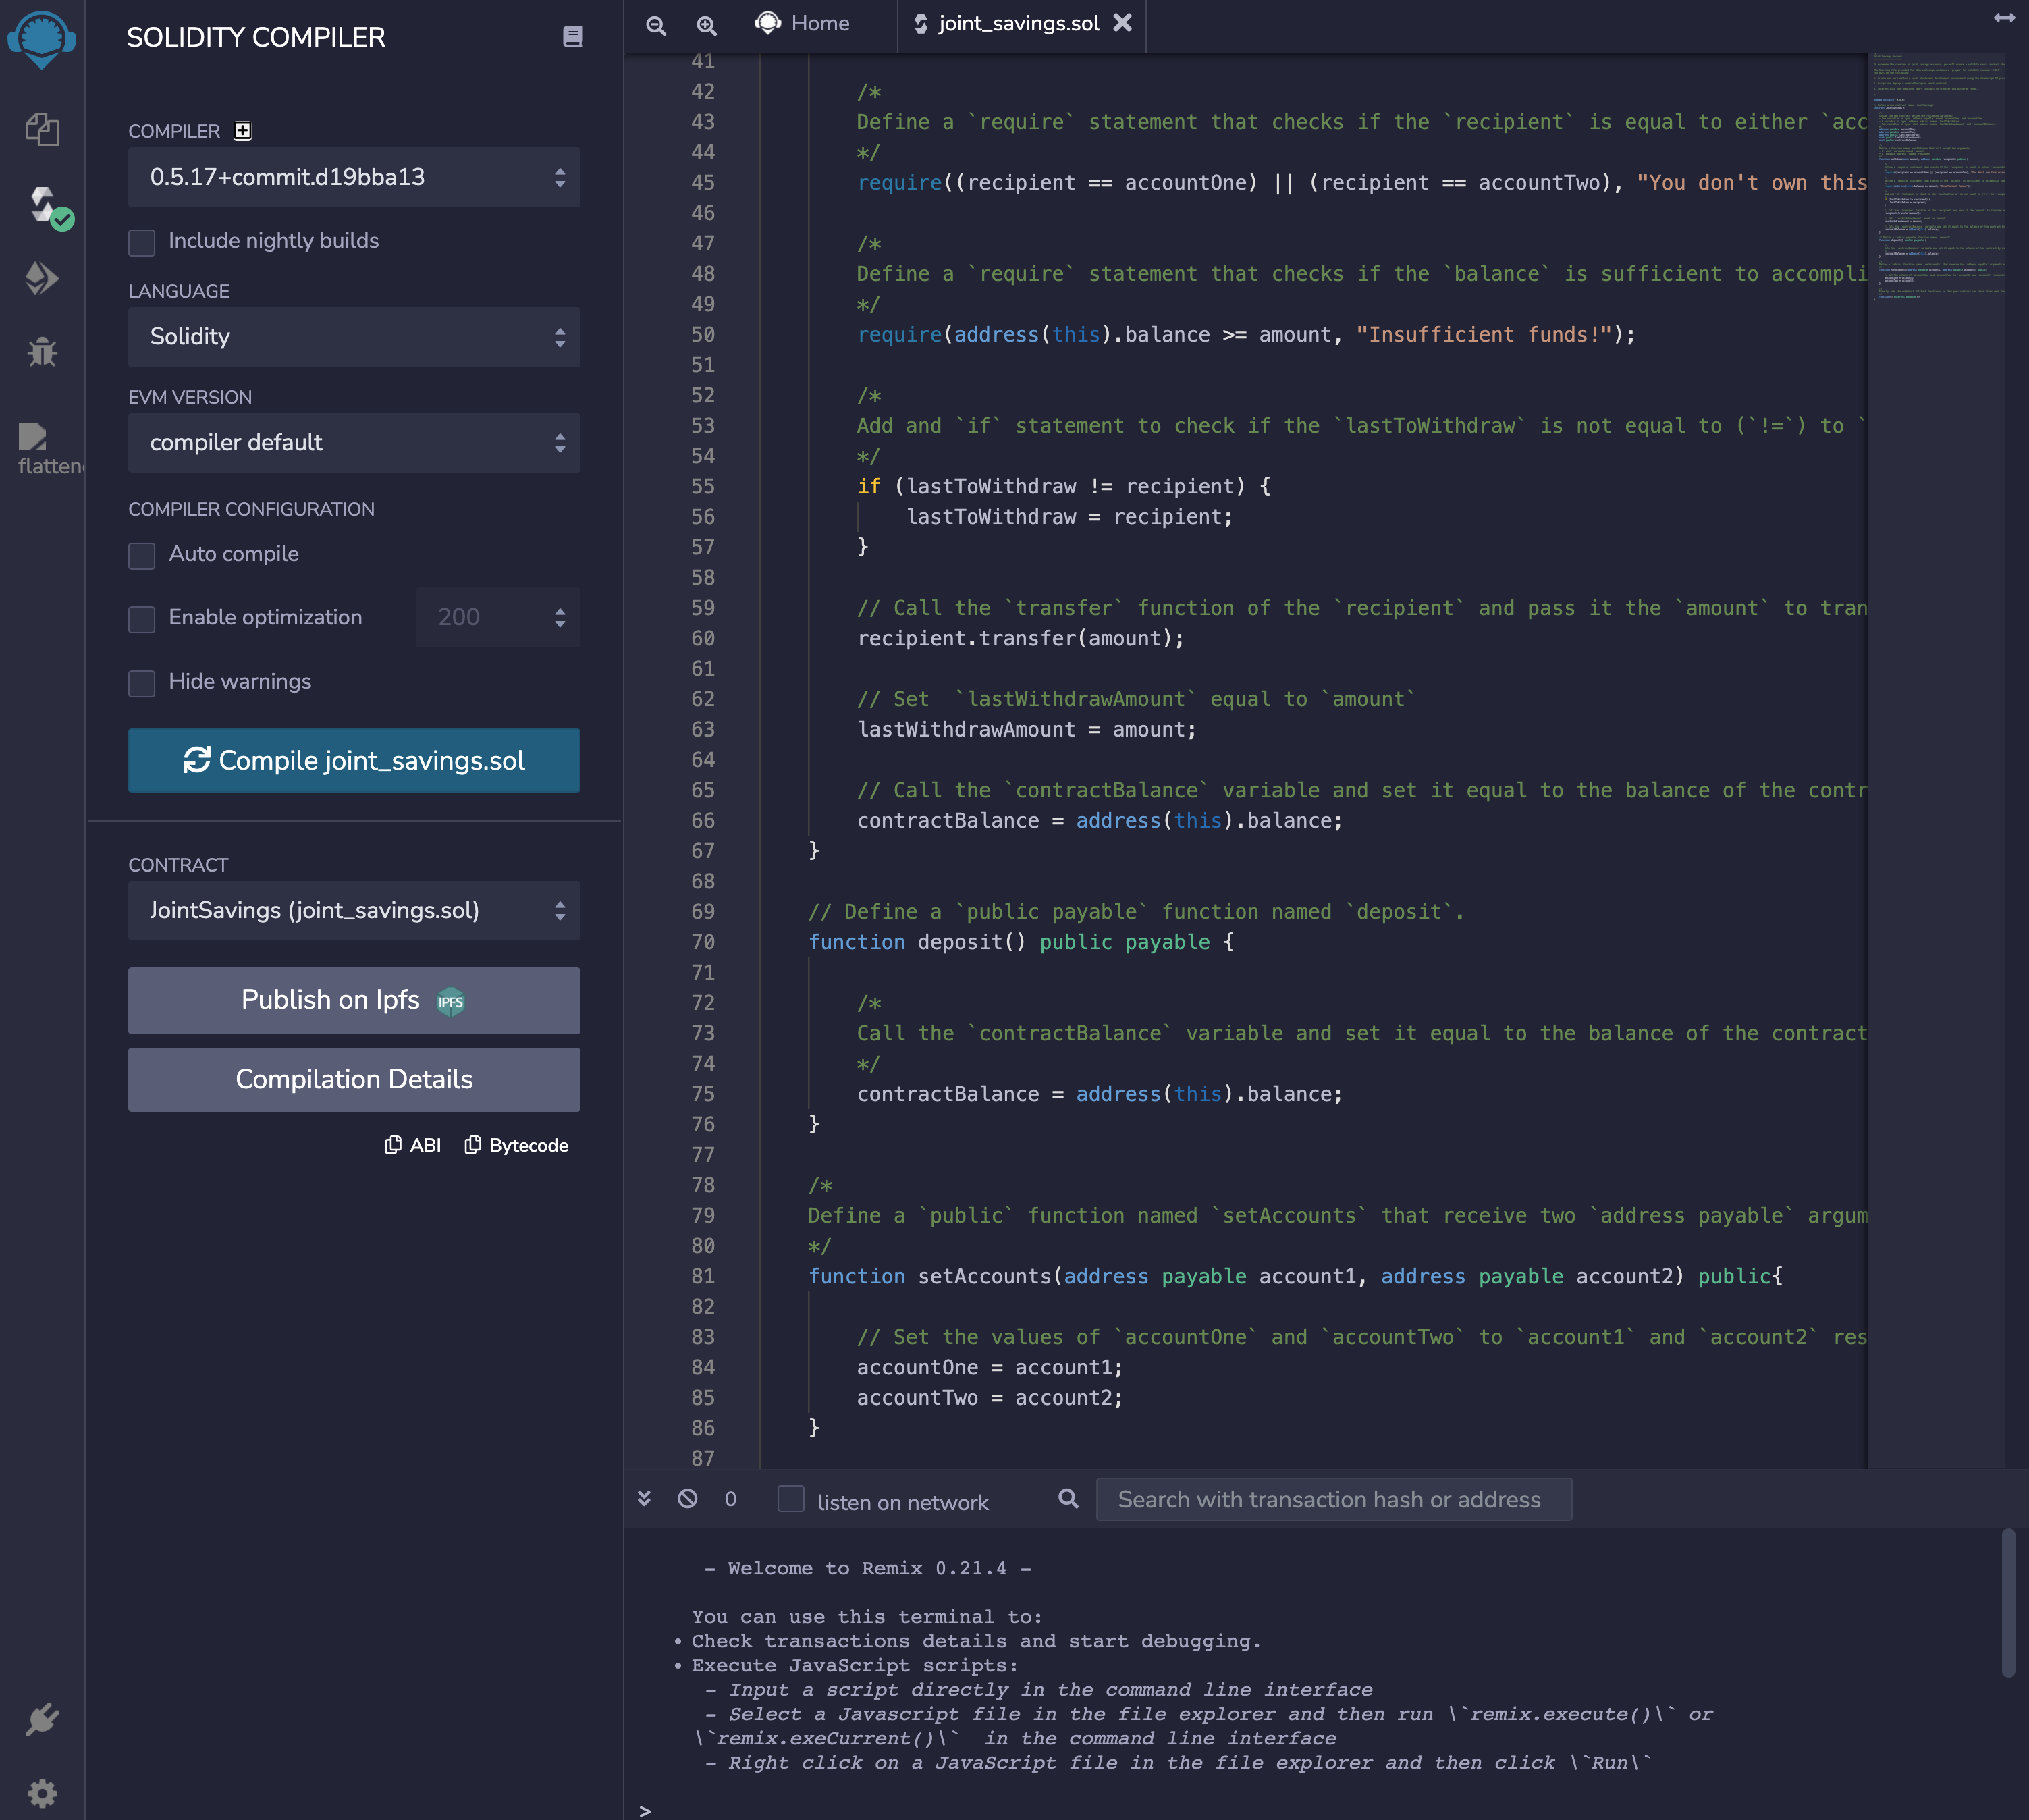 SOLIDITY COMPILER
COMPILER
0.5.17+commit.d19bba13
Include nightly builds
LANGUAGE
Solidity
EVM VERSION
compiler default
COMPILER CONFIGURATION
Auto compile
Enable optimization
200
Hide warnings
Compile joint_savings.sol
CONTRACT
JointSavings (joint_savings.sol)
Publish on Ipfs IPFS
Compilation Details
ABI Bytecode
flatten
Home joint_savings.sol
41
42 /*
43 Define a `require` statement that checks if the `recipient` is equal to either `acc
44 */
45 require((recipient == accountOne) || (recipient == accountTwo), "You don't own this
46
47 /*
48 Define a `require` statement that checks if the `balance` is sufficient to accompli
49 */
50 require(address(this).balance >= amount, "Insufficient funds!");
51
52 /*
53 Add and `if` statement to check if the `lastToWithdraw` is not equal to (`!=`) to `
54 */
55 if (lastToWithdraw != recipient) {
56 lastToWithdraw = recipient;
57 }
58
59 // Call the `transfer` function of the `recipient` and pass it the `amount` to tran
60 recipient.transfer(amount);
61
62 // Set  `lastWithdrawAmount` equal to `amount`
63 lastWithdrawAmount = amount;
64
65 // Call the `contractBalance` variable and set it equal to the balance of the contr
66 contractBalance = address(this).balance;
67 }
68
69 // Define a `public payable` function named `deposit`.
70 function deposit() public payable {
71
72 /*
73 Call the `contractBalance` variable and set it equal to the balance of the contract
74 */
75 contractBalance = address(this).balance;
76 }
77
78 /*
79 Define a `public` function named `setAccounts` that receive two `address payable` argum
80 */
81 function setAccounts(address payable account1, address payable account2) public{
82
83 // Set the values of `accountOne` and `accountTwo` to `account1` and `account2` res
84 accountOne = account1;
85 accountTwo = account2;
86 }
87
0 listen on network Search with transaction hash or address
- Welcome to Remix 0.21.4 -
You can use this terminal to:
• Check transactions details and start debugging.
• Execute JavaScript scripts:
- Input a script directly in the command line interface
- Select a Javascript file in the file explorer and then run \`remix.execute()\` or
\`remix.exeCurrent()\`  in the command line interface
- Right click on a JavaScript file in the file explorer and then click \`Run\`
>